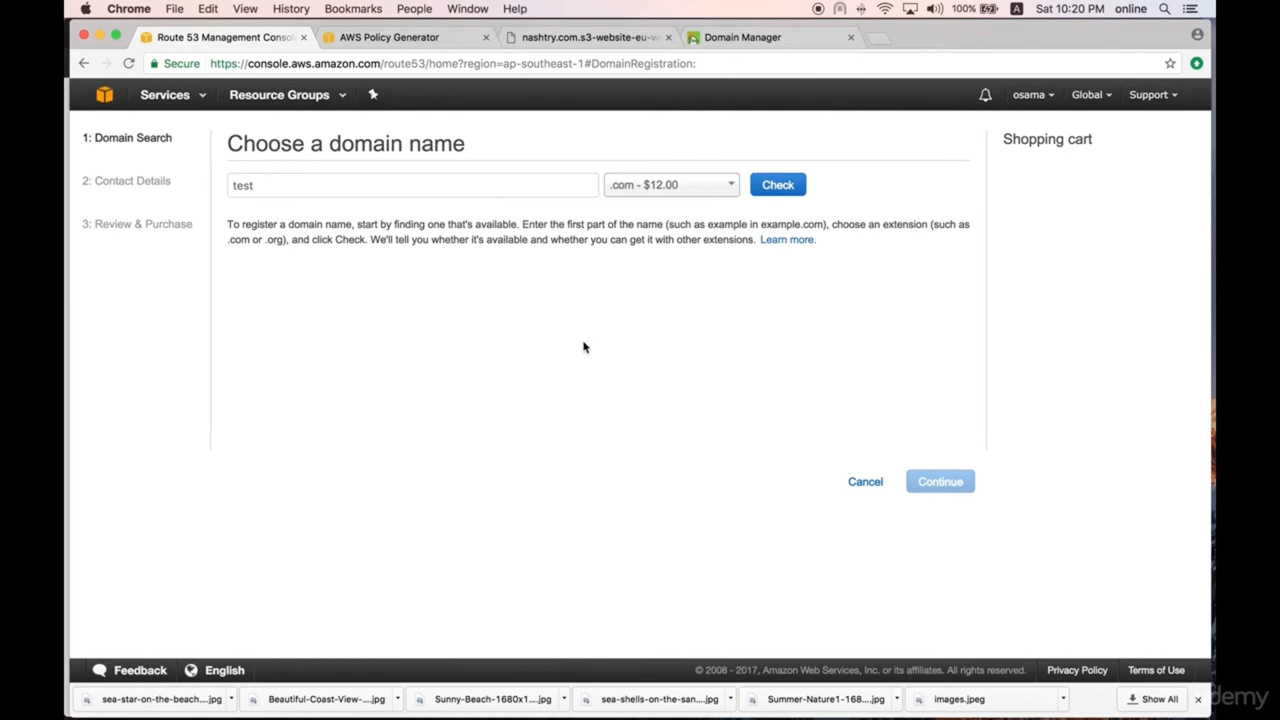 Chrome File Edit View History Bookmarks People Window Help 100% A Sat 10:20 PM online
Route 53 Management Conso
AWS Policy Generator
nashtry.com.s3-website-eu-w
Domain Manager
Secure https://console.aws.amazon.com/route53/home?region=ap-southeast-1#DomainRegistration:
Services Resource Groups osama Global Support
1: Domain Search
2: Contact Details
3: Review & Purchase
Choose a domain name
test .com - $12.00 Check
To register a domain name, start by finding one that's available. Enter the first part of the name (such as example in example.com), choose an extension (such as
.com or .org), and click Check. We'll tell you whether it's available and whether you can get it with other extensions. Learn more.
Cancel Continue
Shopping cart
Feedback English © 2008 - 2017, Amazon Web Services, Inc. or its affiliates. All rights reserved. Privacy Policy Terms of Use
sea-star-on-the-beach....jpg Beautiful-Coast-View-....jpg Sunny-Beach-1680x1....jpg sea-shells-on-the-san....jpg Summer-Nature1-168....jpg images.jpeg Show All
demy